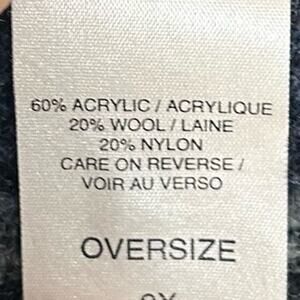 60% ACRYLIC / ACRYLIQUE
20% WOOL / LAINE
20% NYLON
CARE ON REVERSE /
VOIR AU VERSO
OVERSIZE